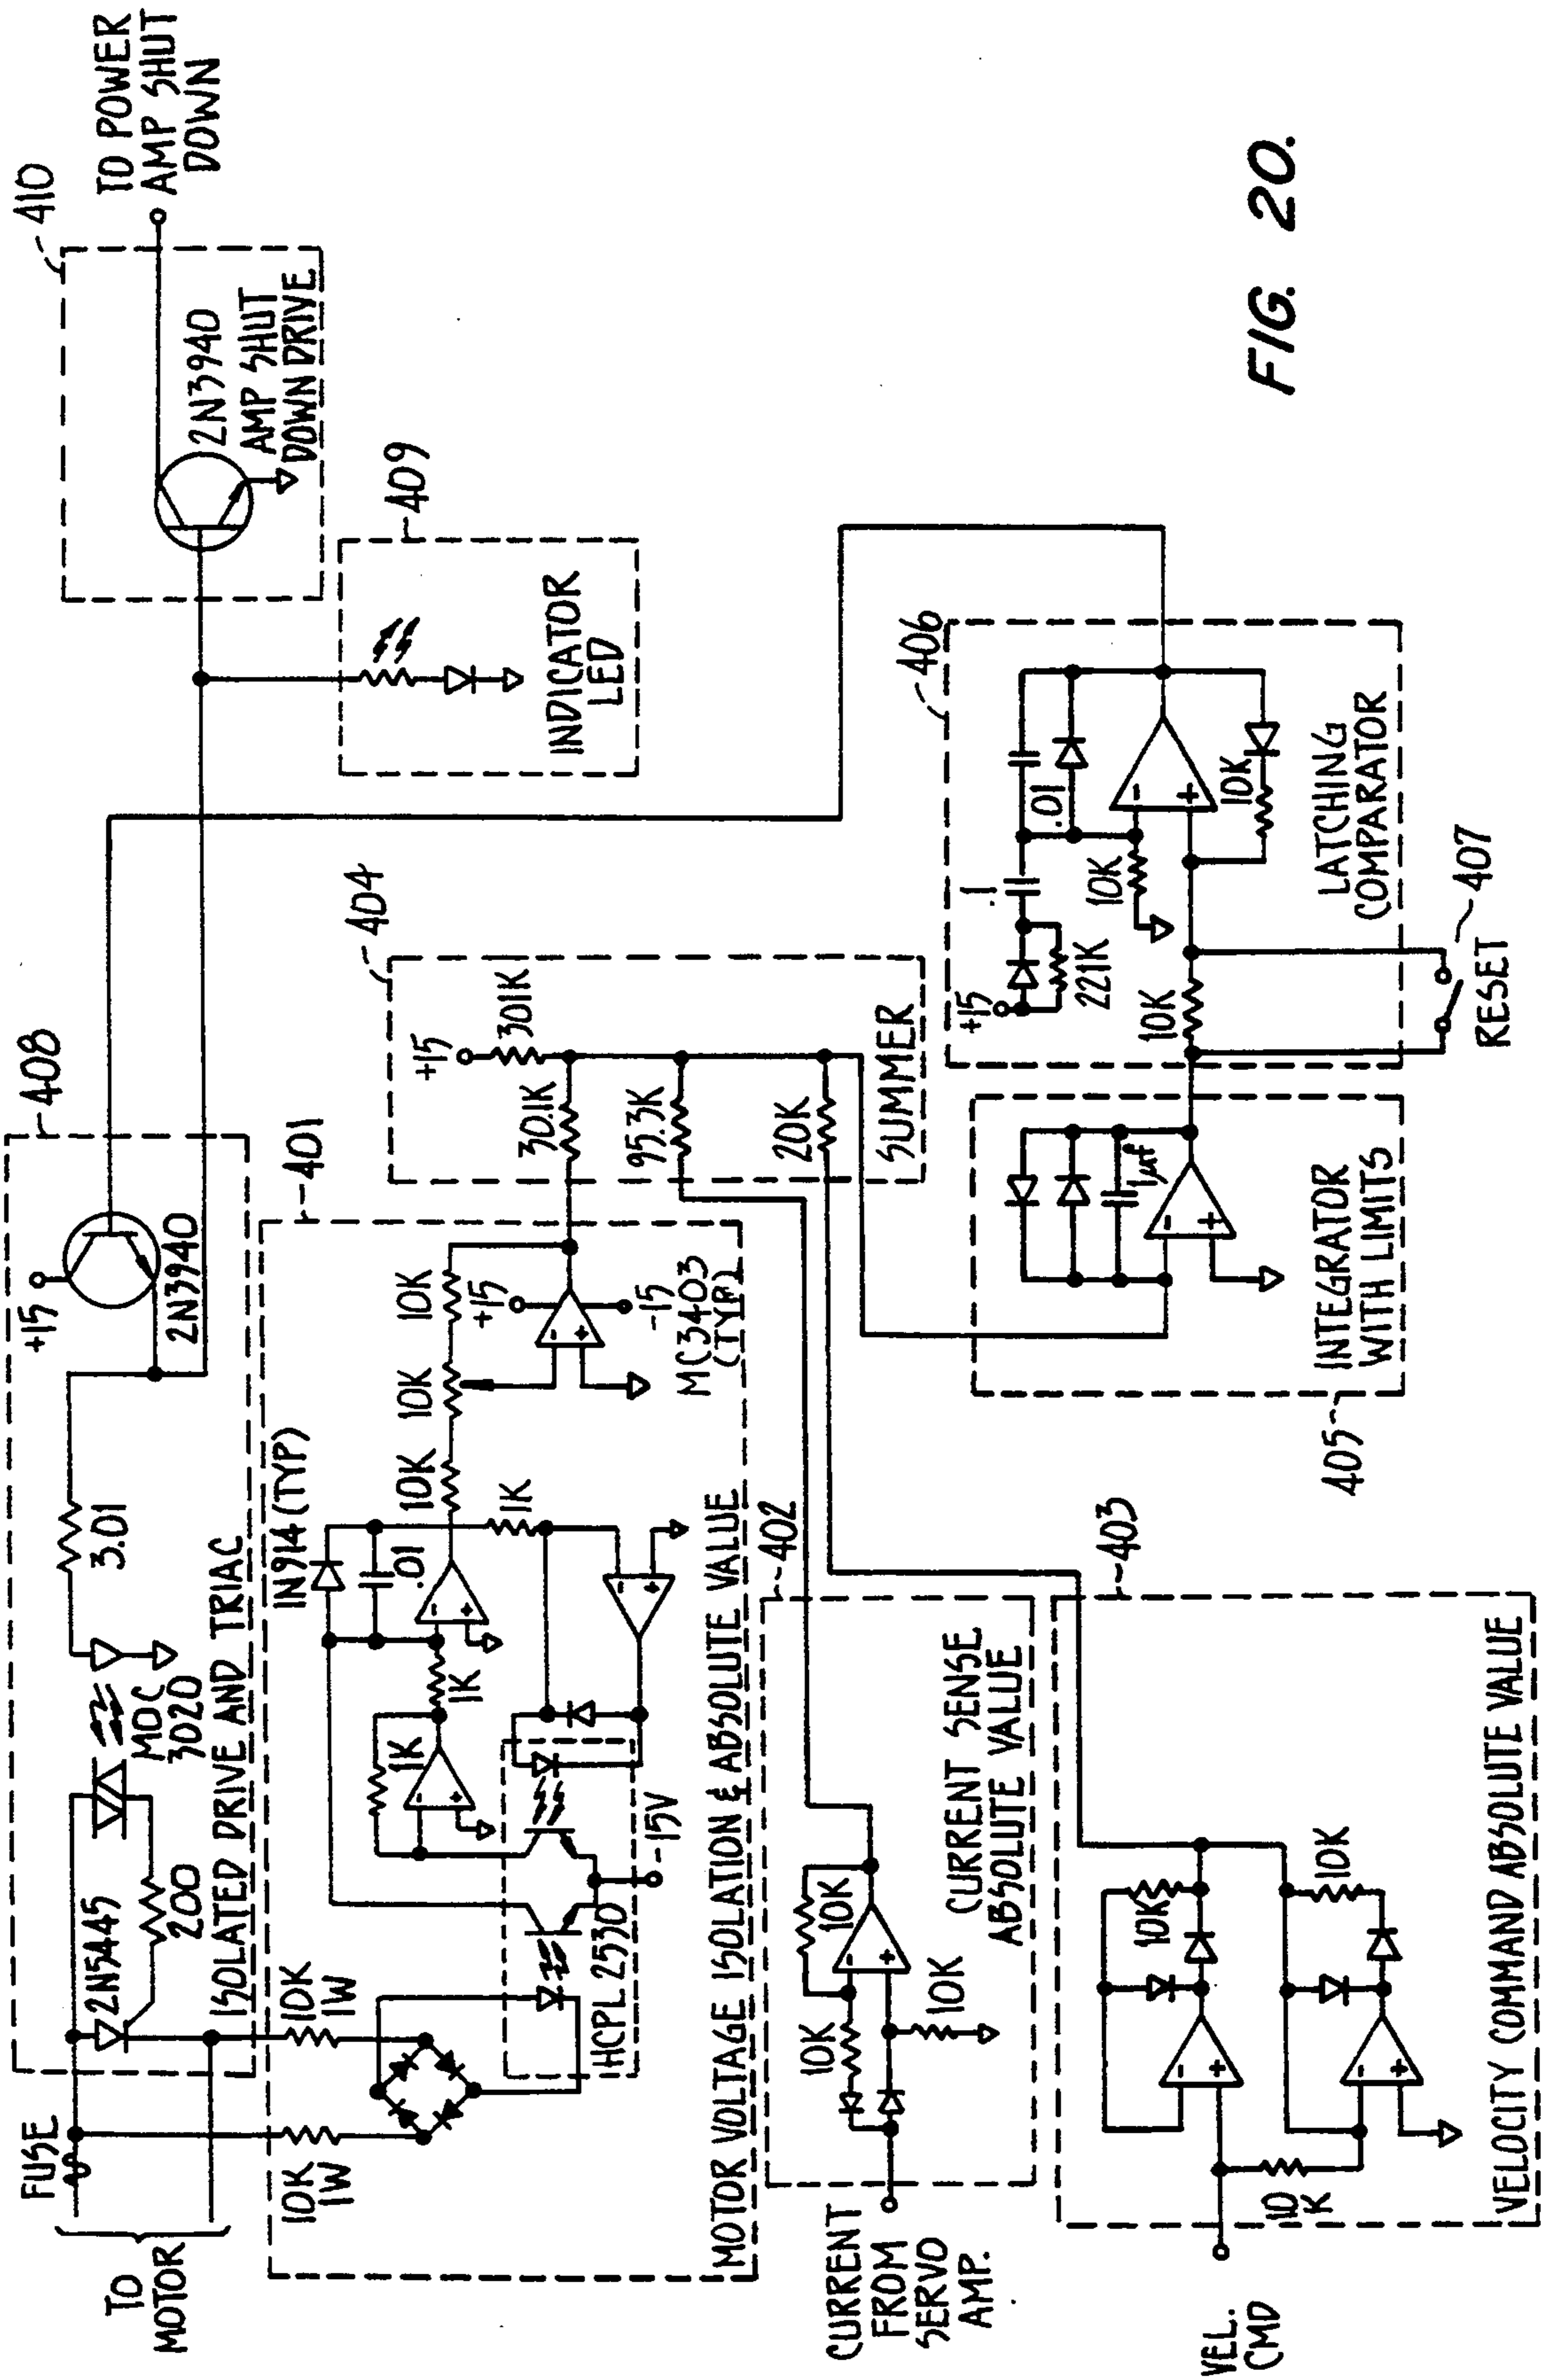 TO POWER
AMP SHUT
DOWN
410
2N3940
AMP SHUT
DOWN DRIVE
409
INDICATOR
LED
408
+15
2N3940
3.01
MOC
3020
2N5445
200
ISOLATED DRIVE AND TRIAC
FUSE
TO
MOTOR
401
10K
1W
10K
1W
HCPL 2530
-15V
1K
1K
1N914 (TYP)
.01
1K
10K
10K
10K
+15
-15
MC3403
(TYP)
MOTOR VOLTAGE ISOLATION & ABSOLUTE VALUE
404
+15
301K
30.1K
95.3K
20K
SUMMER
402
CURRENT
FROM
SERVO
AMP.
10K
10K
10K
CURRENT SENSE
ABSOLUTE VALUE
403
VEL.
CMD
10
K
10K
10K
VELOCITY COMMAND ABSOLUTE VALUE
405
1μf
INTEGRATOR
WITH LIMITS
406
+15
221K
.1
.01
10K
10K
10K
LATCHING
COMPARATOR
407
RESET
FIG. 20.